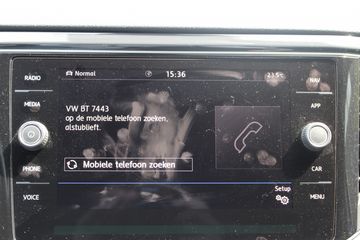 RADIO
MEDIA
PHONE
VOICE
Normal
15:36
23.5°C
VW BT 7443
op de mobiele telefoon zoeken,
alstublieft.
Mobiele telefoon zoeken
Setup
NAV
APP
CAR
MENU